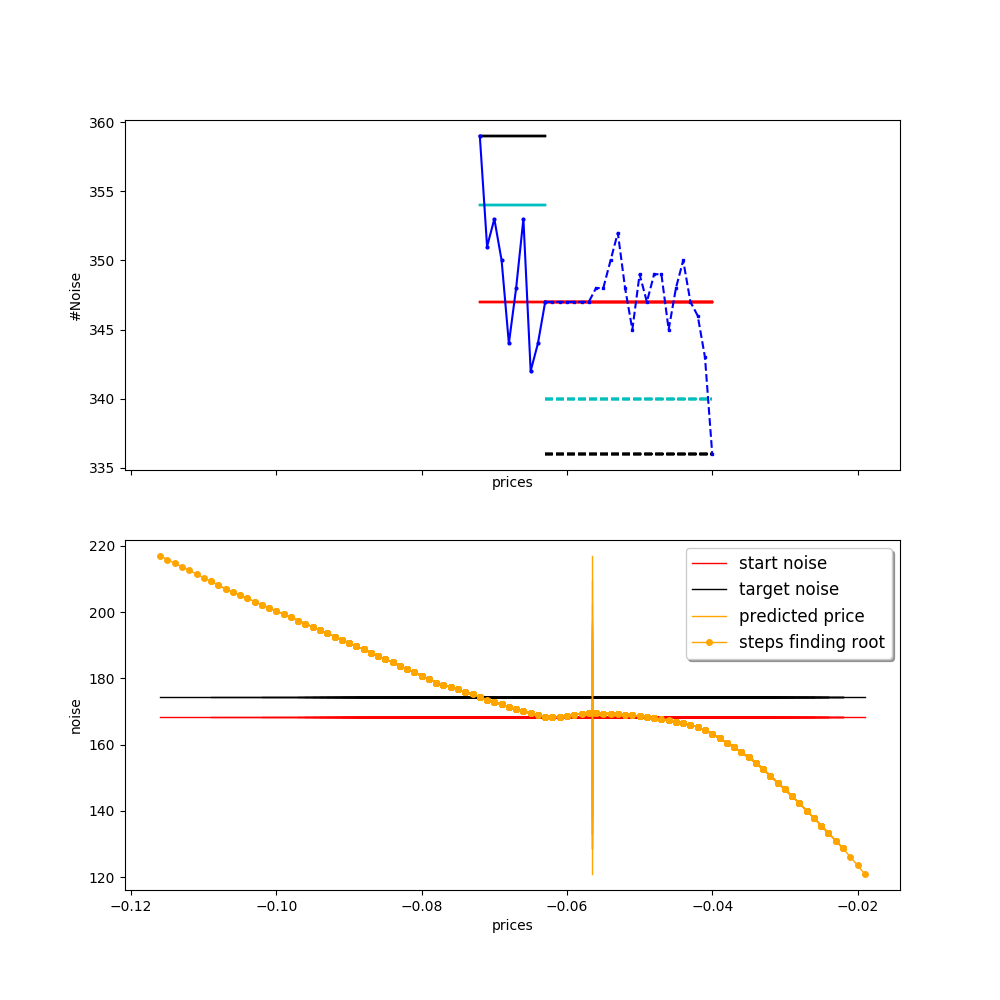 360
355
350
345
340
335
#Noise
prices
220
200
180
160
140
120
noise
start noise
target noise
predicted price
steps finding root
−0.12 −0.10 −0.08 −0.06 −0.04 −0.02
prices